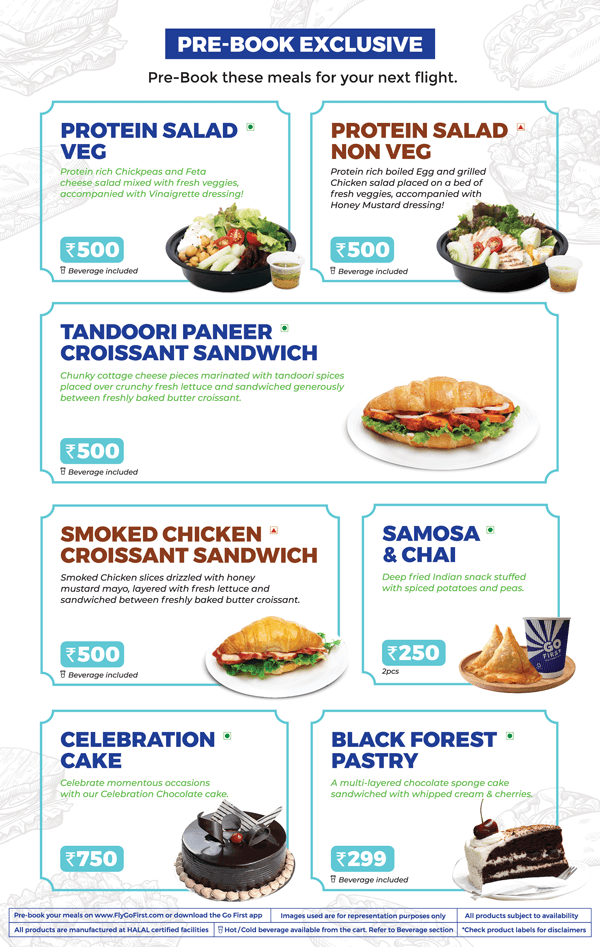 PRE-BOOK EXCLUSIVE
Pre-Book these meals for your next flight.
PROTEIN SALAD
VEG
Protein rich Chickpeas and Feta
cheese salad mixed with fresh veggies,
accompanied with Vinaigrette dressing!
₹500
Beverage included
PROTEIN SALAD
NON VEG
Protein rich boiled Egg and grilled
Chicken salad placed on a bed of
fresh veggies, accompanied with
Honey Mustard dressing!
₹500
Beverage included
TANDOORI PANEER
CROISSANT SANDWICH
Chunky cottage cheese pieces marinated with tandoori spices
placed over crunchy fresh lettuce and sandwiched generously
between freshly baked butter croissant.
₹500
Beverage included
SMOKED CHICKEN
CROISSANT SANDWICH
Smoked Chicken slices drizzled with honey
mustard mayo, layered with fresh lettuce and
sandwiched between freshly baked butter croissant.
₹500
Beverage included
SAMOSA
& CHAI
Deep fried Indian snack stuffed
with spiced potatoes and peas.
₹250
2pcs
GO
FIRST
CELEBRATION
CAKE
Celebrate momentous occasions
with our Celebration Chocolate cake.
₹750
BLACK FOREST
PASTRY
A multi-layered chocolate sponge cake
sandwiched with whipped cream & cherries.
₹299
Beverage included
Pre-book your meals on www.FlyGoFirst.com or download the Go First app
Images used are for representation purposes only
All products subject to availability
All products are manufactured at HALAL certified facilities
Hot/Cold beverage available from the cart. Refer to Beverage section
*Check product labels for disclaimers